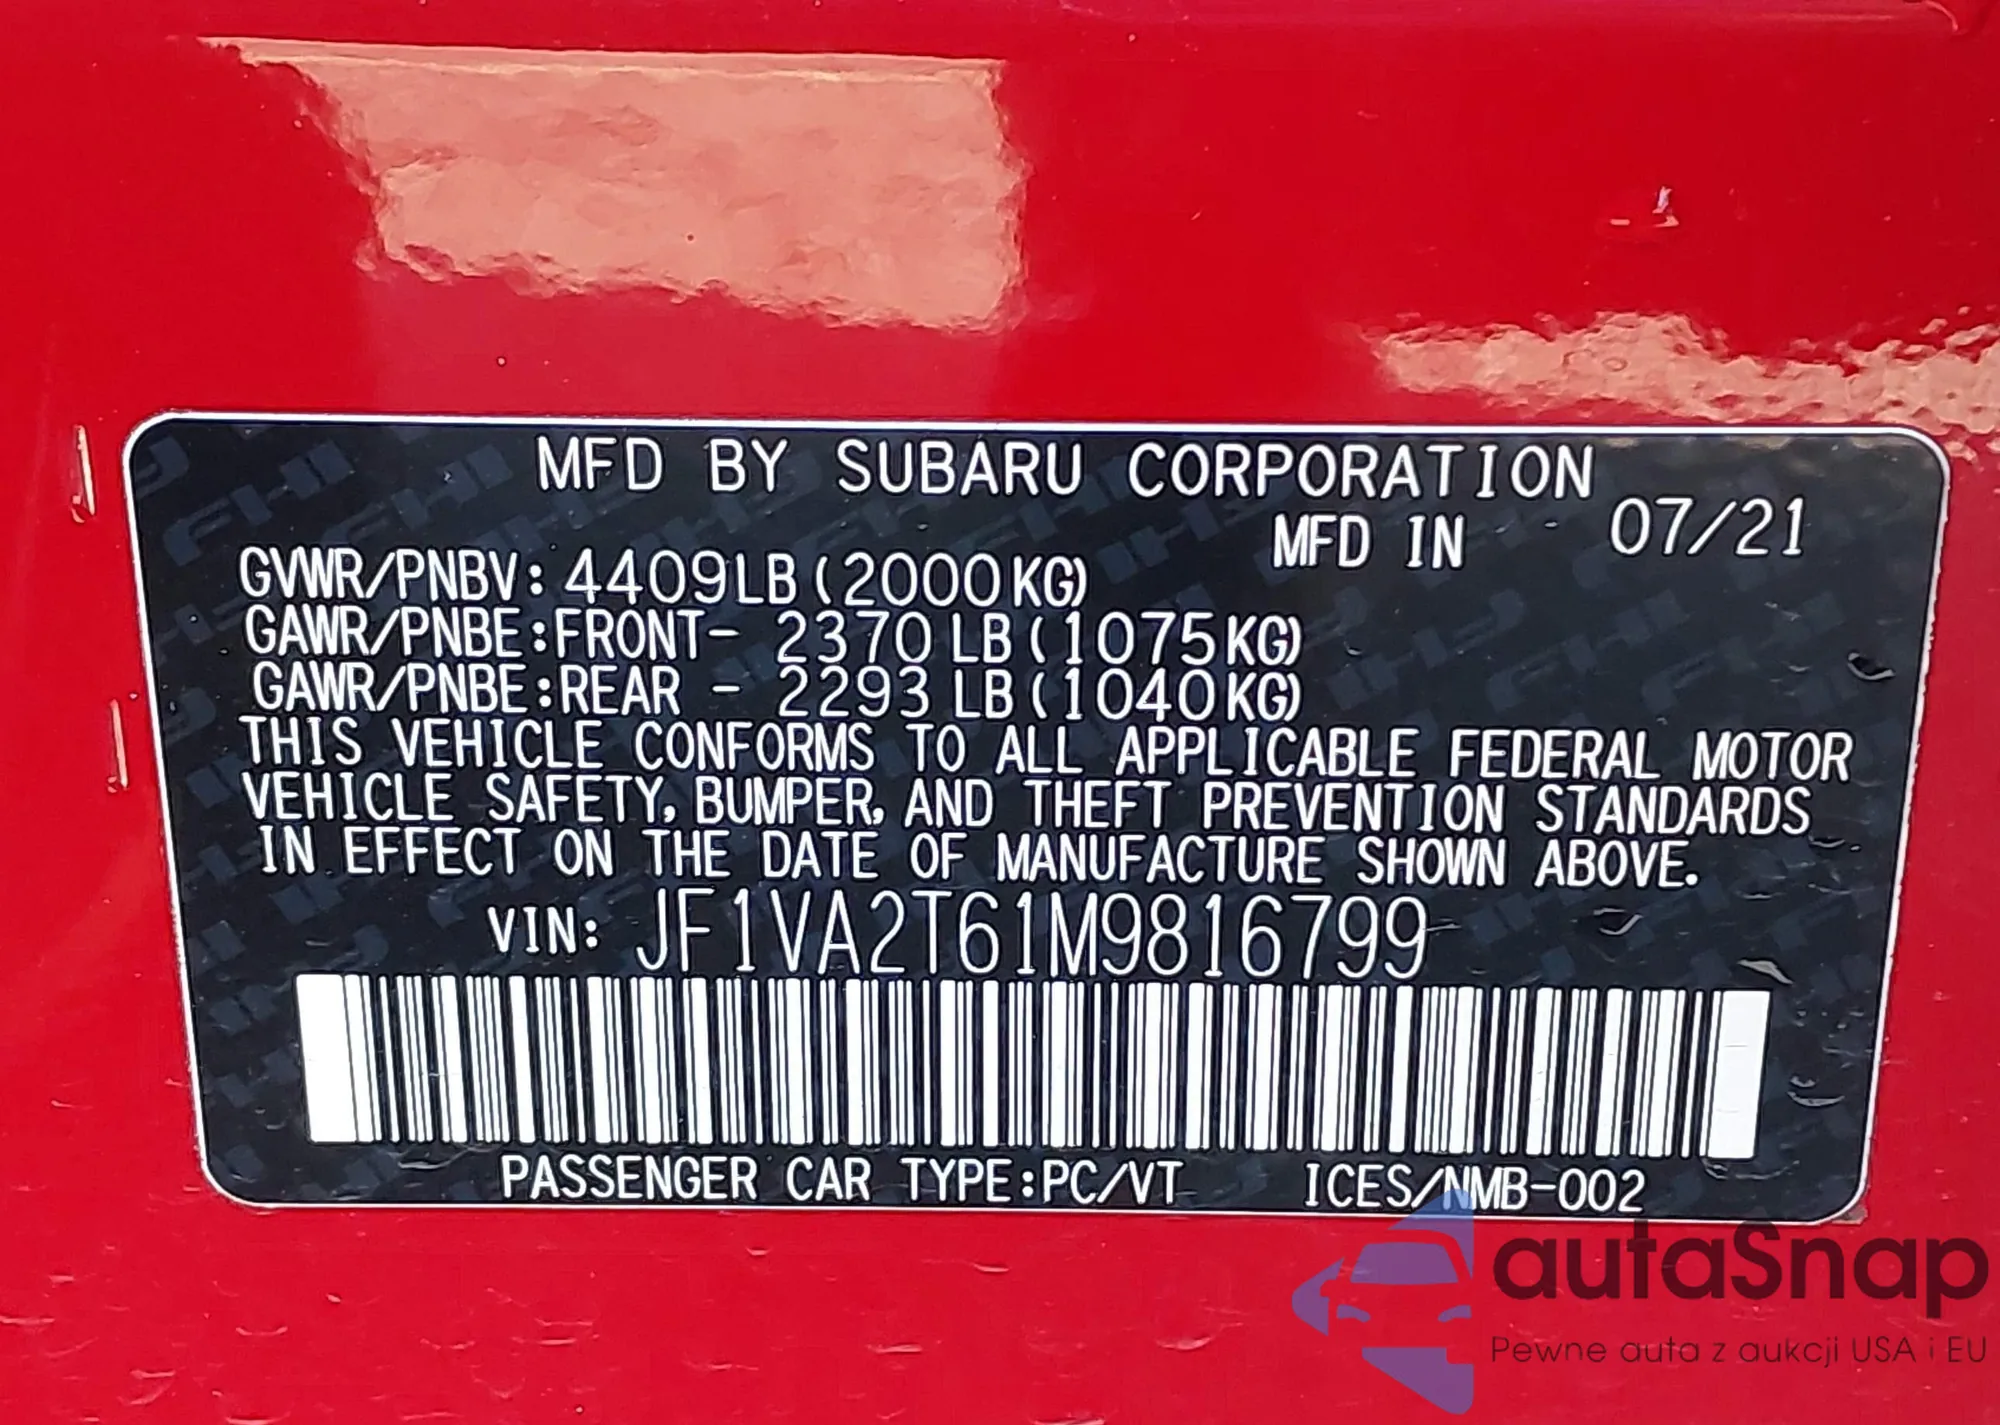 MFD BY SUBARU CORPORATION
MFD IN 07/21
GVWR/PNBV: 4409LB (2000KG)
GAWR/PNBE:FRONT- 2370 LB (1075KG)
GAWR/PNBE:REAR - 2293 LB (1040KG)
THIS VEHICLE CONFORMS TO ALL APPLICABLE FEDERAL MOTOR
VEHICLE SAFETY, BUMPER, AND THEFT PREVENTION STANDARDS
IN EFFECT ON THE DATE OF MANUFACTURE SHOWN ABOVE.
VIN: JF1VA2T61M9816799
PASSENGER CAR TYPE:PC/VT ICES/NMB-002
autaSnap
Pewne auta z aukcji USA i EU